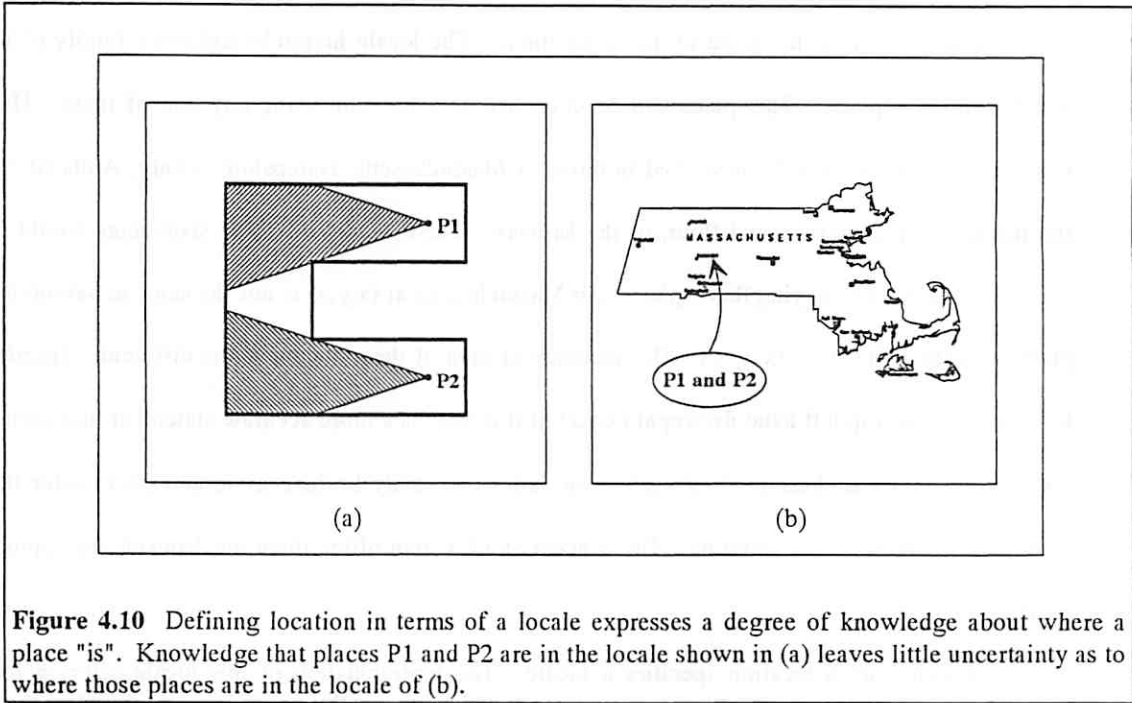 P1
P2
(a)
MASSACHUSETTS
P1 and P2
(b)
Figure 4.10 Defining location in terms of a locale expresses a degree of knowledge about where a
place "is". Knowledge that places P1 and P2 are in the locale shown in (a) leaves little uncertainty as to
where those places are in the locale of (b).